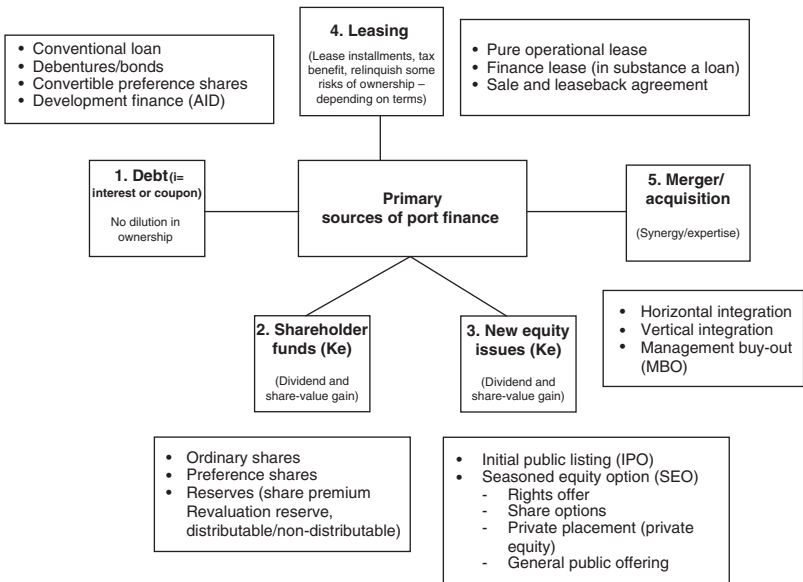 4. Leasing
(Lease installments, tax
benefit, relinquish some
risks of ownership –
depending on terms)
• Conventional loan
• Debentures/bonds
• Convertible preference shares
• Development finance (AID)
• Pure operational lease
• Finance lease (in substance a loan)
• Sale and leaseback agreement
1. Debt (i=
interest or coupon)
No dilution in
ownership
Primary
sources of port finance
5. Merger/
acquisition
(Synergy/expertise)
• Horizontal integration
• Vertical integration
• Management buy-out
(MBO)
2. Shareholder
funds (Ke)
(Dividend and
share-value gain)
3. New equity
issues (Ke)
(Dividend and
share-value gain)
• Ordinary shares
• Preference shares
• Reserves (share premium
Revaluation reserve,
distributable/non-distributable)
• Initial public listing (IPO)
• Seasoned equity option (SEO)
- Rights offer
- Share options
- Private placement (private
equity)
- General public offering